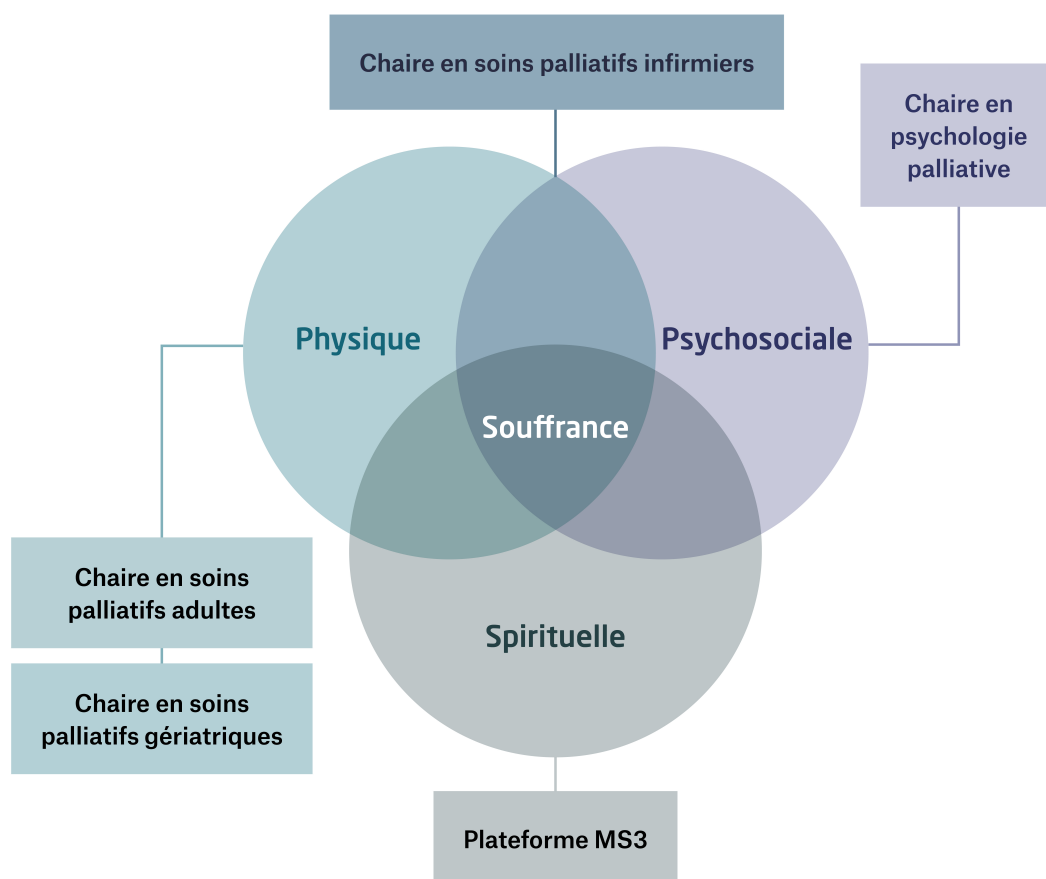 Chaire en soins palliatifs infirmiers
Chaire en
psychologie
palliative
Physique
Psychosociale
Souffrance
Chaire en soins
palliatifs adultes
Spirituelle
Chaire en soins
palliatifs gériatriques
Plateforme MS3